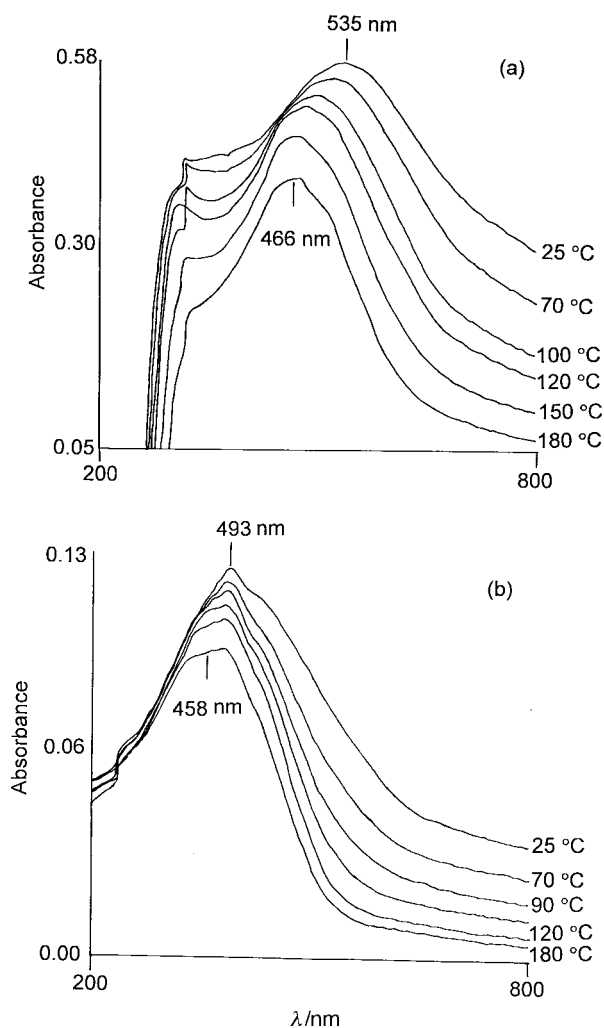 535 nm
0.58
(a)
Absorbance
0.30
466 nm
25 °C
70 °C
100 °C
120 °C
150 °C
0.05
180 °C
200
800
493 nm
0.13
(b)
458 nm
Absorbance
0.06
25 °C
70 °C
90 °C
120 °C
0.00
180 °C
200
800
λ/nm